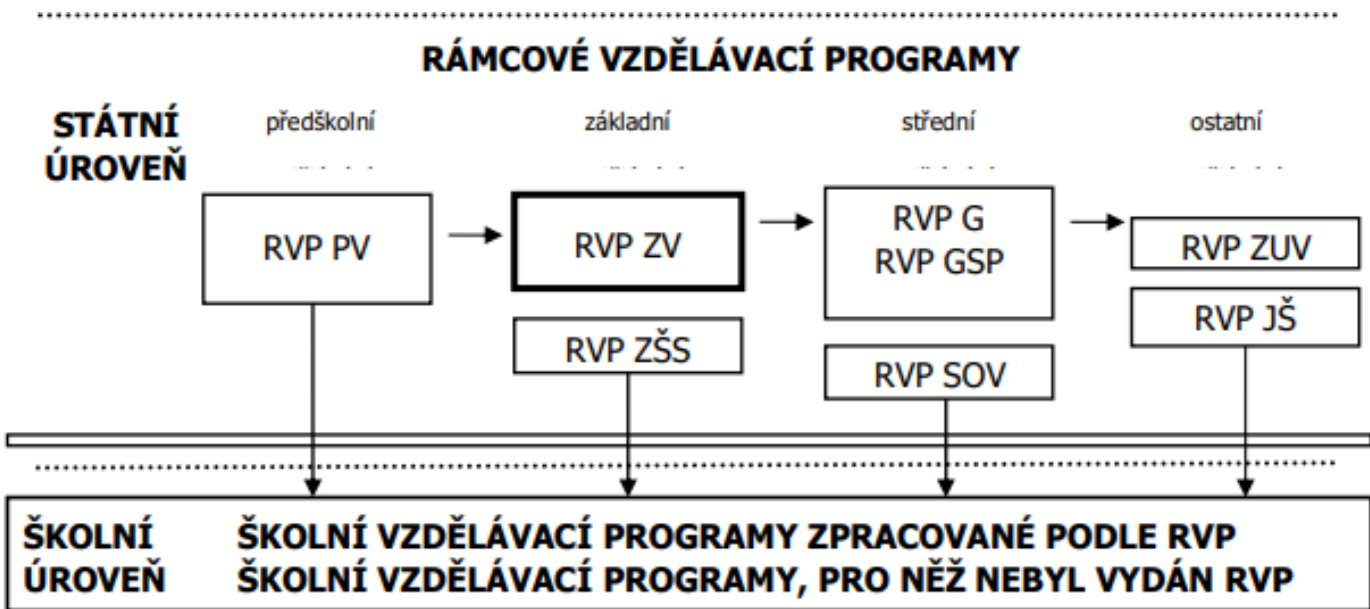 RÁMCOVÉ VZDĚLÁVACÍ PROGRAMY
STÁTNÍ
ÚROVEŇ
předškolní
základní
střední
ostatní
RVP PV
RVP ZV
RVP G
RVP GSP
RVP ZUV
RVP ZŠS
RVP SOV
RVP JŠ
ŠKOLNÍ
ÚROVEŇ
ŠKOLNÍ VZDĚLÁVACÍ PROGRAMY ZPRACOVANÉ PODLE RVP
ŠKOLNÍ VZDĚLÁVACÍ PROGRAMY, PRO NĚŽ NEBYL VYDÁN RVP